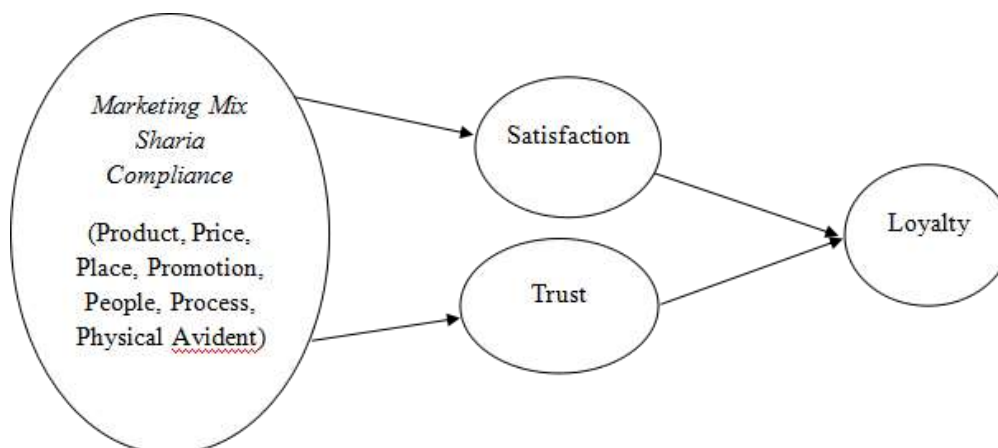 Marketing Mix
Sharia
Compliance
(Product, Price,
Place, Promotion,
People, Process,
Physical Avident)
Satisfaction
Trust
Loyalty